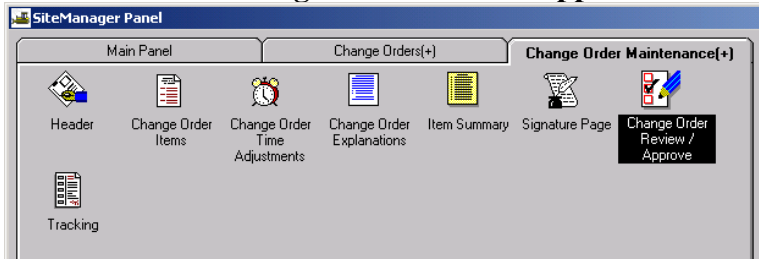 SiteManager Panel
Main Panel
Change Orders(+)
Change Order Maintenance(+)
Header
Change Order
Items
Change Order
Time
Adjustments
Change Order
Explanations
Item Summary
Signature Page
Change Order
Review /
Approve
Tracking